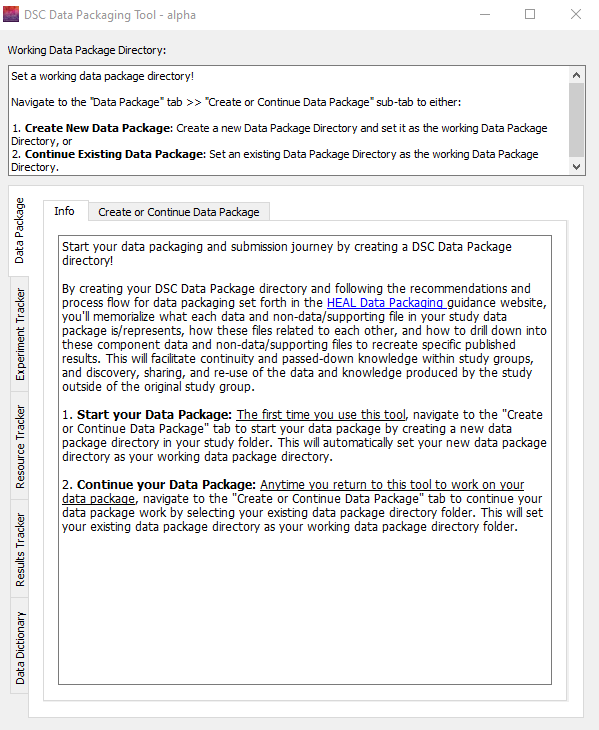 DSC Data Packaging Tool - alpha
Working Data Package Directory:
Set a working data package directory!
Navigate to the "Data Package" tab >> "Create or Continue Data Package" sub-tab to either:
1. Create New Data Package: Create a new Data Package Directory and set it as the working Data Package
Directory, or
2. Continue Existing Data Package: Set an existing Data Package Directory as the working Data Package
Directory.
Data Package
Experiment Tracker
Resource Tracker
Results Tracker
Data Dictionary
Info
Create or Continue Data Package
Start your data packaging and submission journey by creating a DSC Data Package
directory!
By creating your DSC Data Package directory and following the recommendations and
process flow for data packaging set forth in the HEAL Data Packaging guidance website,
you'll memorialize what each data and non-data/supporting file in your study data
package is/represents, how these files related to each other, and how to drill down into
these component data and non-data/supporting files to recreate specific published
results. This will facilitate continuity and passed-down knowledge within study groups,
and discovery, sharing, and re-use of the data and knowledge produced by the study
outside of the original study group.
1. Start your Data Package: The first time you use this tool, navigate to the "Create
or Continue Data Package" tab to start your data package by creating a new data
package directory in your study folder. This will automatically set your new data package
directory as your working data package directory.
2. Continue your Data Package: Anytime you return to this tool to work on your
data package, navigate to the "Create or Continue Data Package" tab to continue your
data package work by selecting your existing data package directory folder. This will set
your existing data package directory as your working data package directory folder.